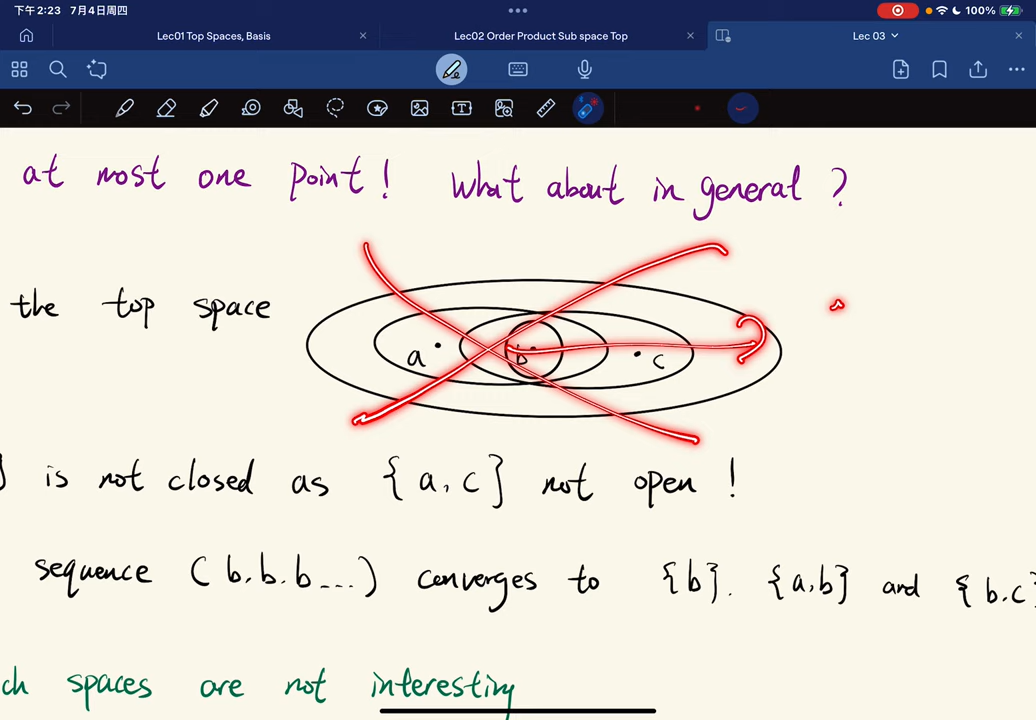 下午2:23 7月4日周四
100%
Lec01 Top Spaces, Basis
Lec02 Order Product Sub space Top
Lec 03
at most one point! What about in general?
the top space
a b c
is not closed as {a,c} not open!
sequence (b.b.b...) converges to {b}. {a,b} and {b.c}
ch spaces are not interesting